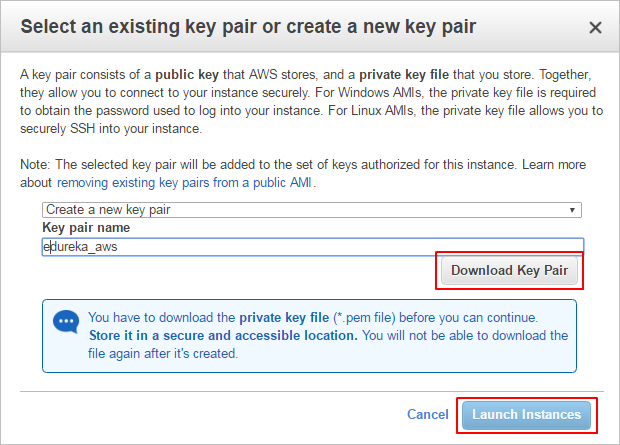 Select an existing key pair or create a new key pair
A key pair consists of a public key that AWS stores, and a private key file that you store. Together,
they allow you to connect to your instance securely. For Windows AMIs, the private key file is required
to obtain the password used to log into your instance. For Linux AMIs, the private key file allows you to
securely SSH into your instance.
Note: The selected key pair will be added to the set of keys authorized for this instance. Learn more
about removing existing key pairs from a public AMI.
Create a new key pair
Key pair name
edureka_aws
Download Key Pair
You have to download the private key file (*.pem file) before you can continue.
Store it in a secure and accessible location. You will not be able to download the
file again after it's created.
Cancel
Launch Instances